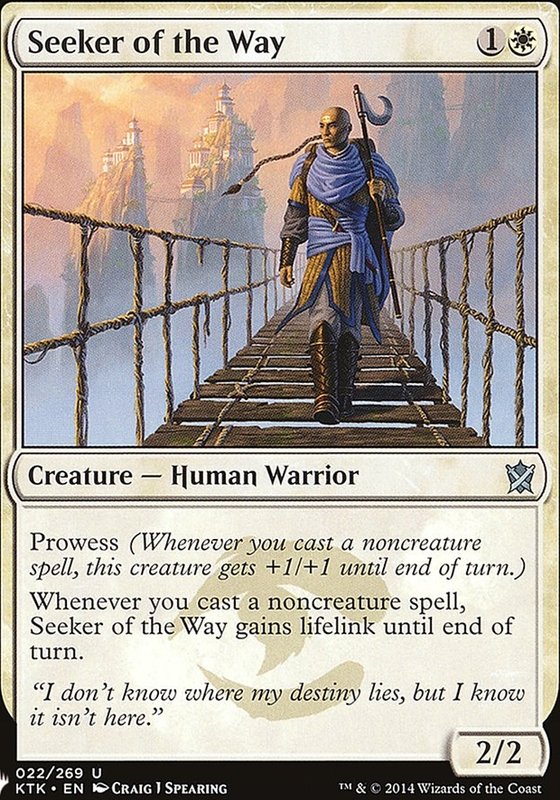 Seeker of the Way 1
Creature — Human Warrior
Prowess (Whenever you cast a noncreature
spell, this creature gets +1/+1 until end of turn.)
Whenever you cast a noncreature spell,
Seeker of the Way gains lifelink until end of
turn.
“I don’t know where my destiny lies, but I know
it isn’t here.”
2/2
022/269 U
KTK • EN Craig J Spearing
™ & © 2014 Wizards of the Coast